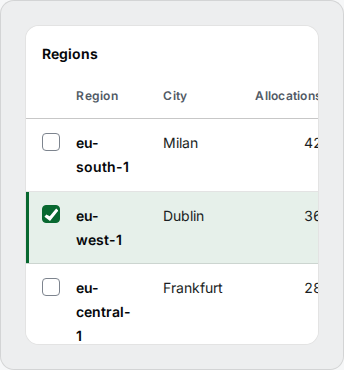 Regions
Region City Allocations
eu- Milan 42
south-1
eu- Dublin 36
west-1
eu- Frankfurt 28
central-
1